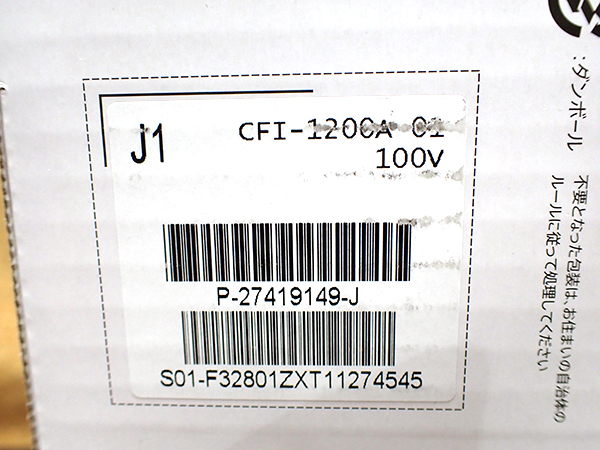 J1
CFI-1200A 01
100V
P-27419149-J
S01-F32801ZXT11274545
:ダンボール
不要となった包装は、お住まいの自治体の
ルールに従って処理してください